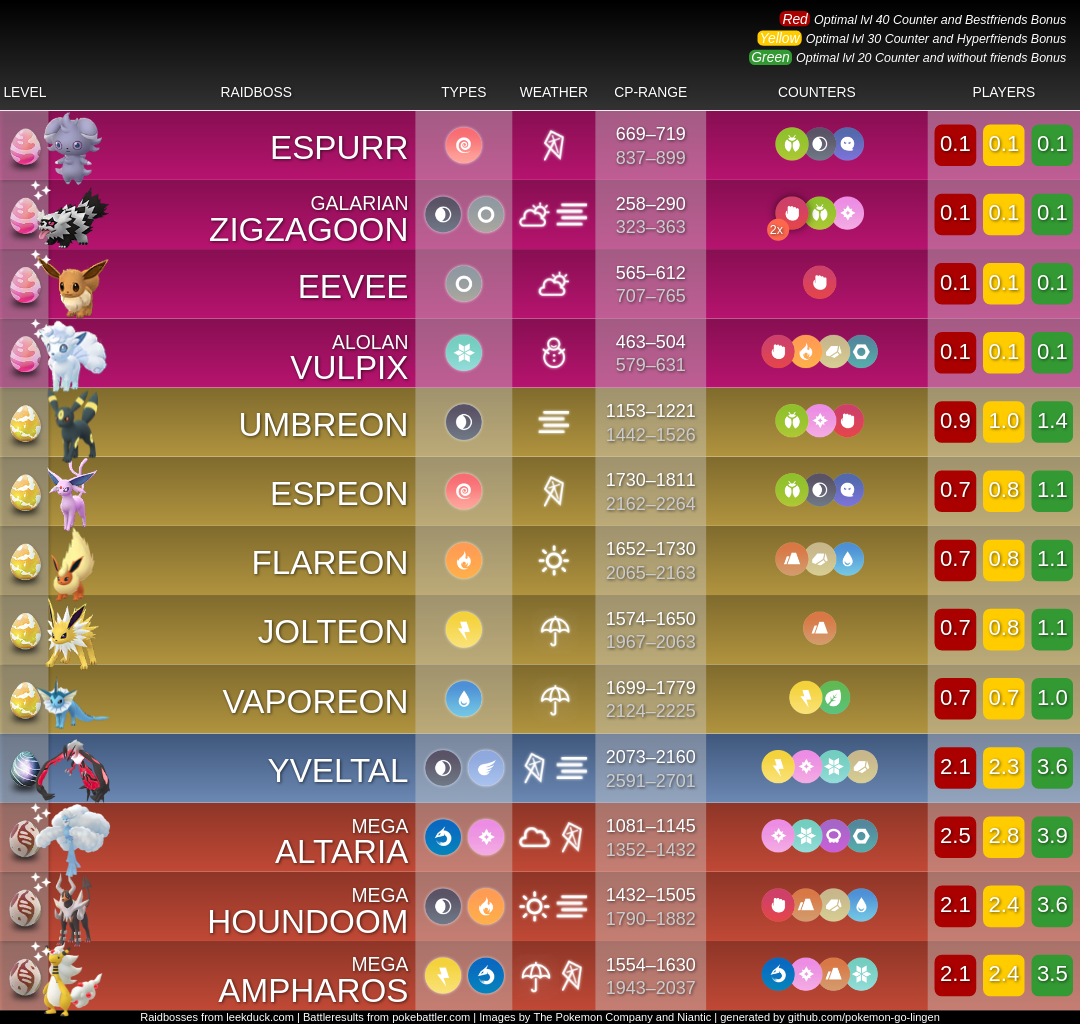 Red Optimal lvl 40 Counter and Bestfriends Bonus
Yellow Optimal lvl 30 Counter and Hyperfriends Bonus
Green Optimal lvl 20 Counter and without friends Bonus
LEVEL RAIDBOSS TYPES WEATHER CP-RANGE COUNTERS PLAYERS
ESPURR 669–719 0.1 0.1 0.1
837–899
GALARIAN 258–290
ZIGZAGOON 323–363 2x 0.1 0.1 0.1
EEVEE 565–612 0.1 0.1 0.1
707–765
ALOLAN 463–504
VULPIX 579–631 0.1 0.1 0.1
UMBREON 1153–1221 0.9 1.0 1.4
1442–1526
ESPEON 1730–1811 0.7 0.8 1.1
2162–2264
FLAREON 1652–1730 0.7 0.8 1.1
2065–2163
JOLTEON 1574–1650 0.7 0.8 1.1
1967–2063
VAPOREON 1699–1779 0.7 0.7 1.0
2124–2225
YVELTAL 2073–2160 2.1 2.3 3.6
2591–2701
MEGA 1081–1145
ALTARIA 1352–1432 2.5 2.8 3.9
MEGA 1432–1505
HOUNDOOM 1790–1882 2.1 2.4 3.6
MEGA 1554–1630
AMPHAROS 1943–2037 2.1 2.4 3.5
Raidbosses from leekduck.com | Battleresults from pokebattler.com | Images by The Pokemon Company and Niantic | generated by github.com/pokemon-go-lingen